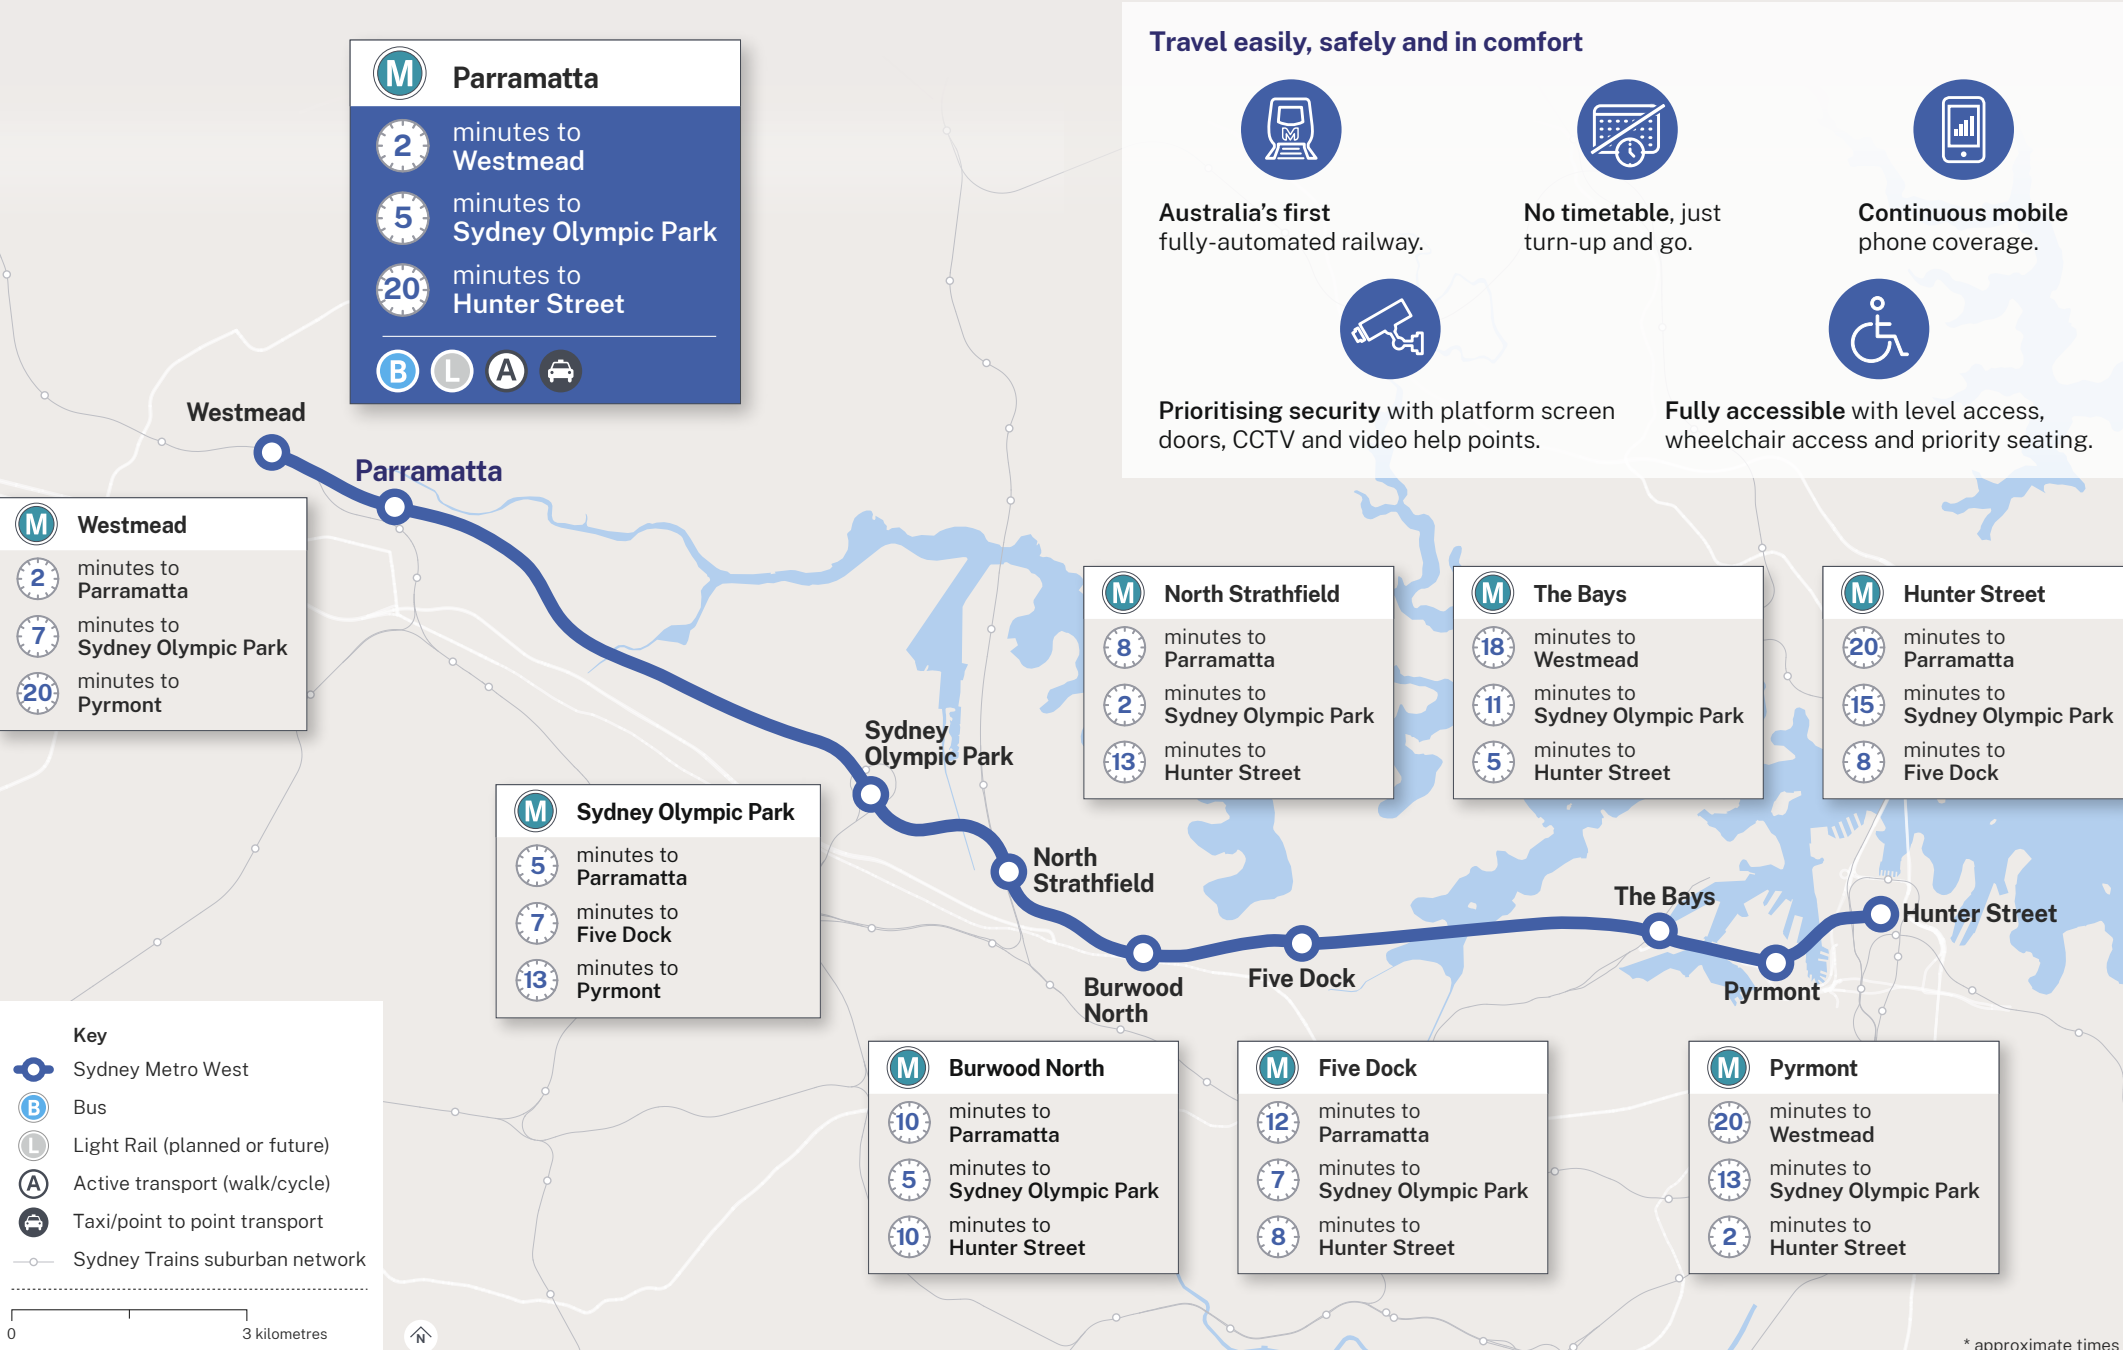 Travel easily, safely and in comfort
Australia's first
fully-automated railway.
No timetable, just
turn-up and go.
Continuous mobile
phone coverage.
Prioritising security with platform screen
doors, CCTV and video help points.
Fully accessible with level access,
wheelchair access and priority seating.
M Parramatta
2 minutes to
Westmead
5 minutes to
Sydney Olympic Park
20 minutes to
Hunter Street
B L A
Westmead
Parramatta
M Westmead
2 minutes to
Parramatta
7 minutes to
Sydney Olympic Park
20 minutes to
Pyrmont
Sydney
Olympic Park
M Sydney Olympic Park
5 minutes to
Parramatta
7 minutes to
Five Dock
13 minutes to
Pyrmont
M North Strathfield
8 minutes to
Parramatta
2 minutes to
Sydney Olympic Park
13 minutes to
Hunter Street
M The Bays
18 minutes to
Westmead
11 minutes to
Sydney Olympic Park
5 minutes to
Hunter Street
M Hunter Street
20 minutes to
Parramatta
15 minutes to
Sydney Olympic Park
8 minutes to
Five Dock
North
Strathfield
Burwood
North
Five Dock
The Bays
Pyrmont
Hunter Street
M Burwood North
10 minutes to
Parramatta
5 minutes to
Sydney Olympic Park
10 minutes to
Hunter Street
M Five Dock
12 minutes to
Parramatta
7 minutes to
Sydney Olympic Park
8 minutes to
Hunter Street
M Pyrmont
20 minutes to
Westmead
13 minutes to
Sydney Olympic Park
2 minutes to
Hunter Street
Key
Sydney Metro West
B Bus
L Light Rail (planned or future)
A Active transport (walk/cycle)
Taxi/point to point transport
Sydney Trains suburban network
0 3 kilometres
N
* approximate times